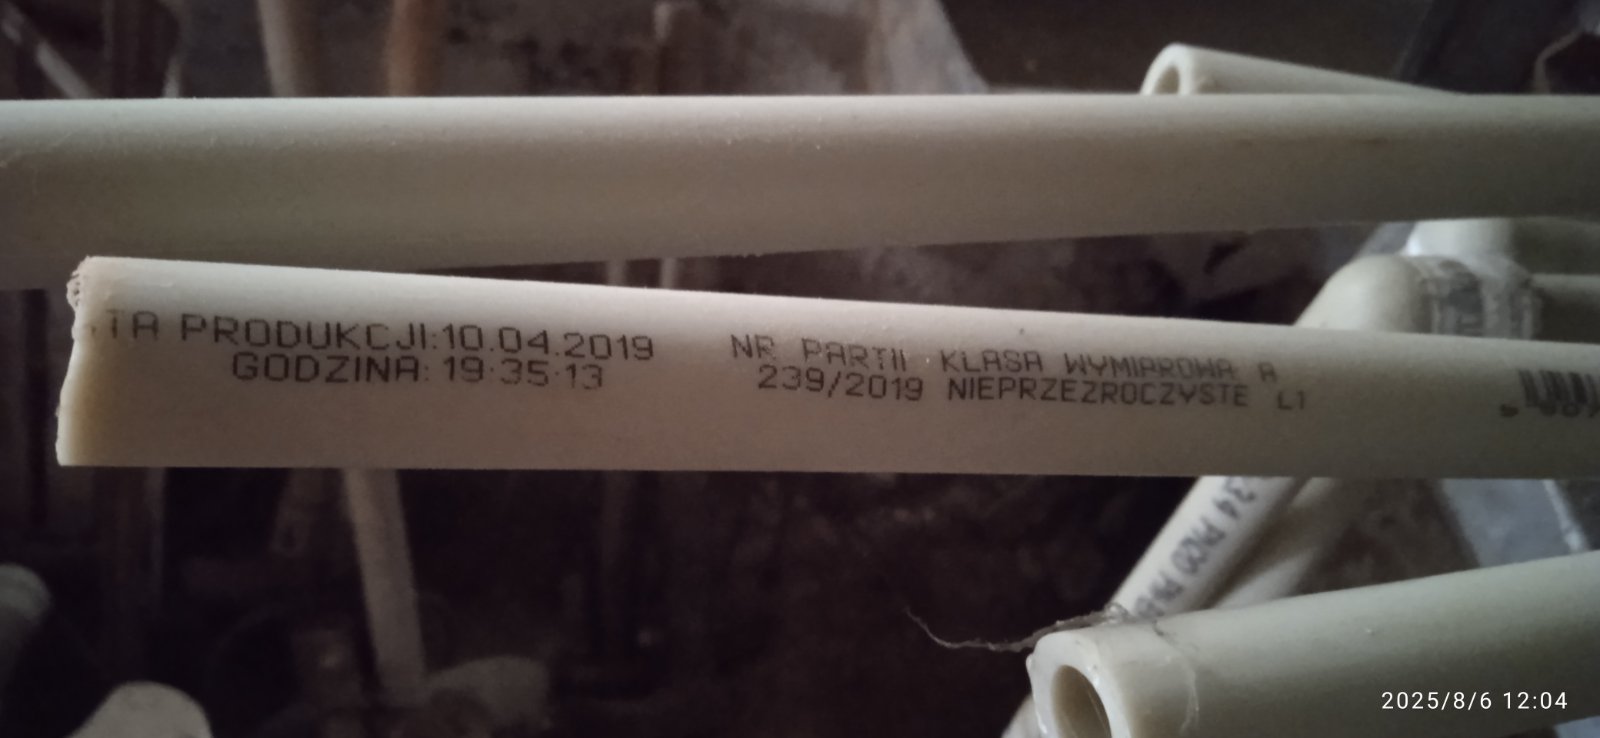 TA PRODUKCJI:10.04.2019
GODZINA: 19:35:13
NR PARTII KLASA WYMIAROWA A
239/2019 NIEPRZEZROCZYSTE L1
2025/8/6 12:04